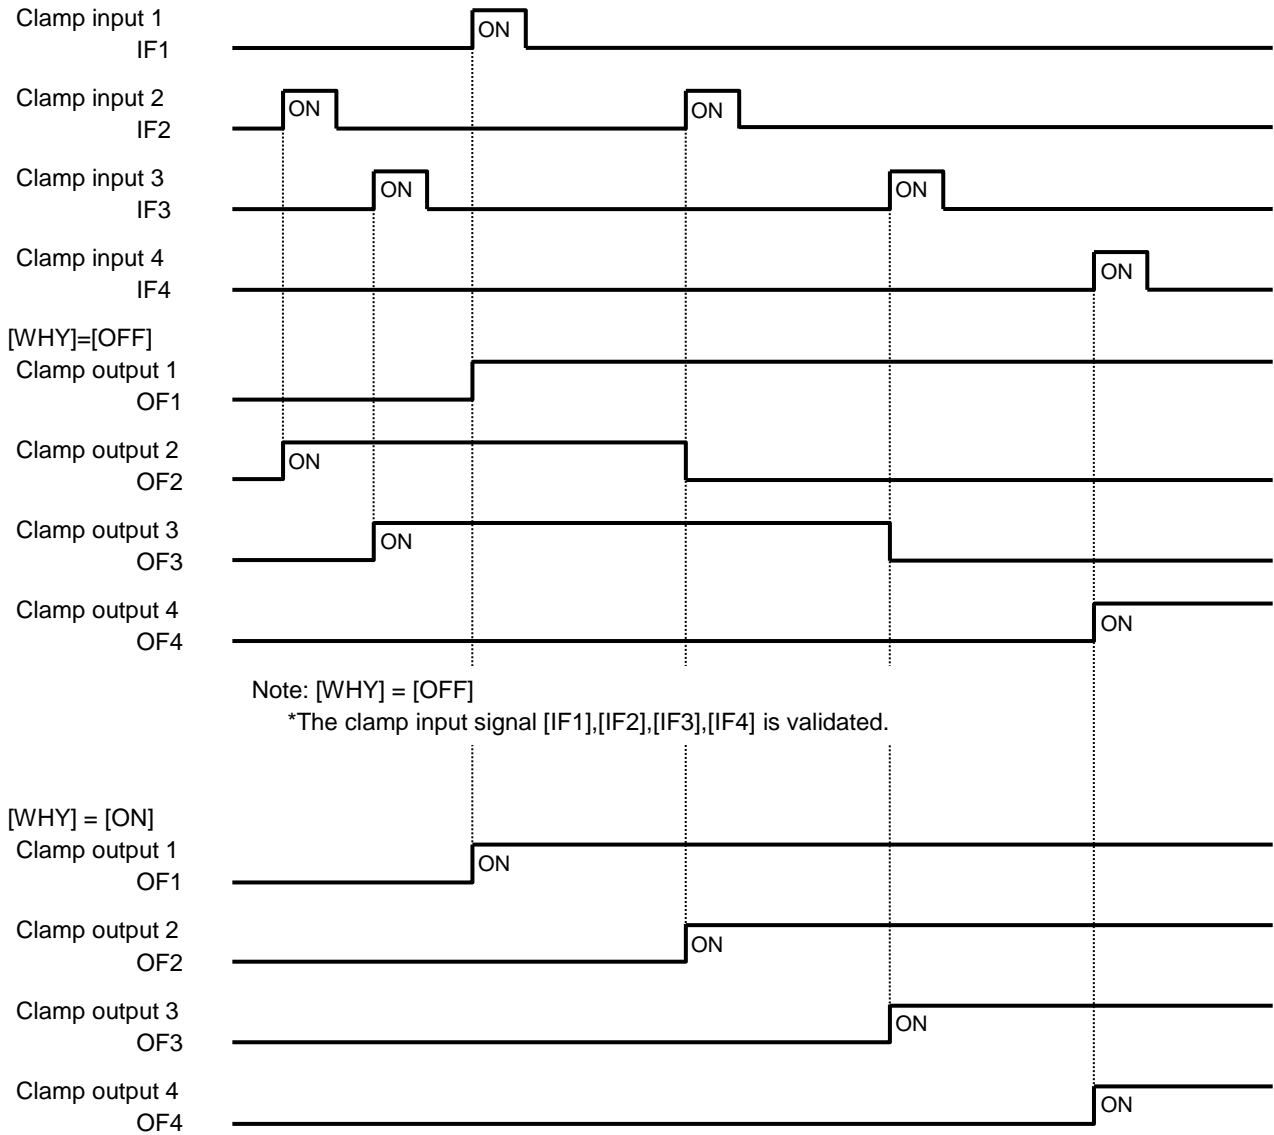 Clamp input 1
IF1
ON
Clamp input 2
IF2
ON
ON
Clamp input 3
IF3
ON
ON
Clamp input 4
IF4
ON
[WHY]=[OFF]
Clamp output 1
OF1
Clamp output 2
OF2
ON
Clamp output 3
OF3
ON
Clamp output 4
OF4
ON
Note: [WHY] = [OFF]
*The clamp input signal [IF1],[IF2],[IF3],[IF4] is validated.
[WHY] = [ON]
Clamp output 1
OF1
ON
Clamp output 2
OF2
ON
Clamp output 3
OF3
ON
Clamp output 4
OF4
ON